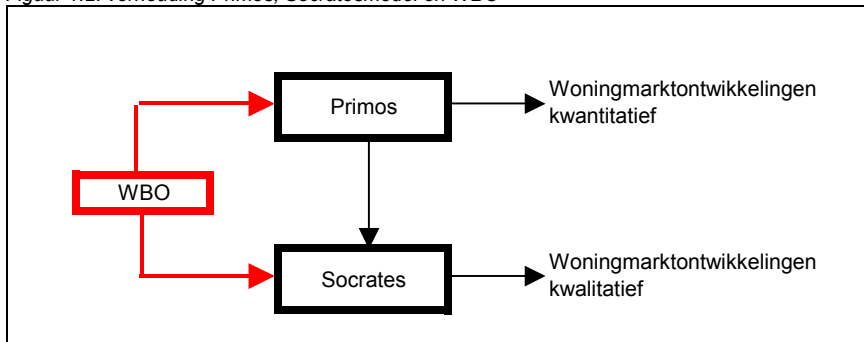 Primos
Woningmarktontwikkelingen
kwantitatief
WBO
Socrates
Woningmarktontwikkelingen
kwalitatief